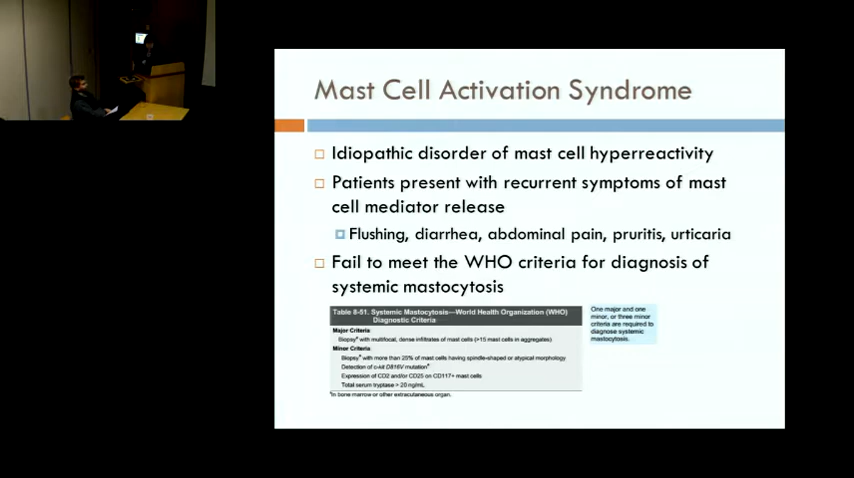 Mast Cell Activation Syndrome
Idiopathic disorder of mast cell hyperreactivity
Patients present with recurrent symptoms of mast
cell mediator release
Flushing, diarrhea, abdominal pain, pruritis, urticaria
Fail to meet the WHO criteria for diagnosis of
systemic mastocytosis
Table 8-51. Systemic Mastocytosis—World Health Organization (WHO)
Diagnostic Criteria
Major Criteria
Biopsya with multifocal, dense infiltrates of mast cells (>15 mast cells in aggregates)
Minor Criteria
Biopsya with more than 25% of mast cells having spindle-shaped or atypical morphology
Detection of c-kit D816V mutationa
Expression of CD2 and/or CD25 on CD117+ mast cells
Total serum tryptase > 20 ng/mL
aIn bone marrow or other extracutaneous organ.
One major and one
minor, or three minor
criteria are required to
diagnose systemic
mastocytosis.